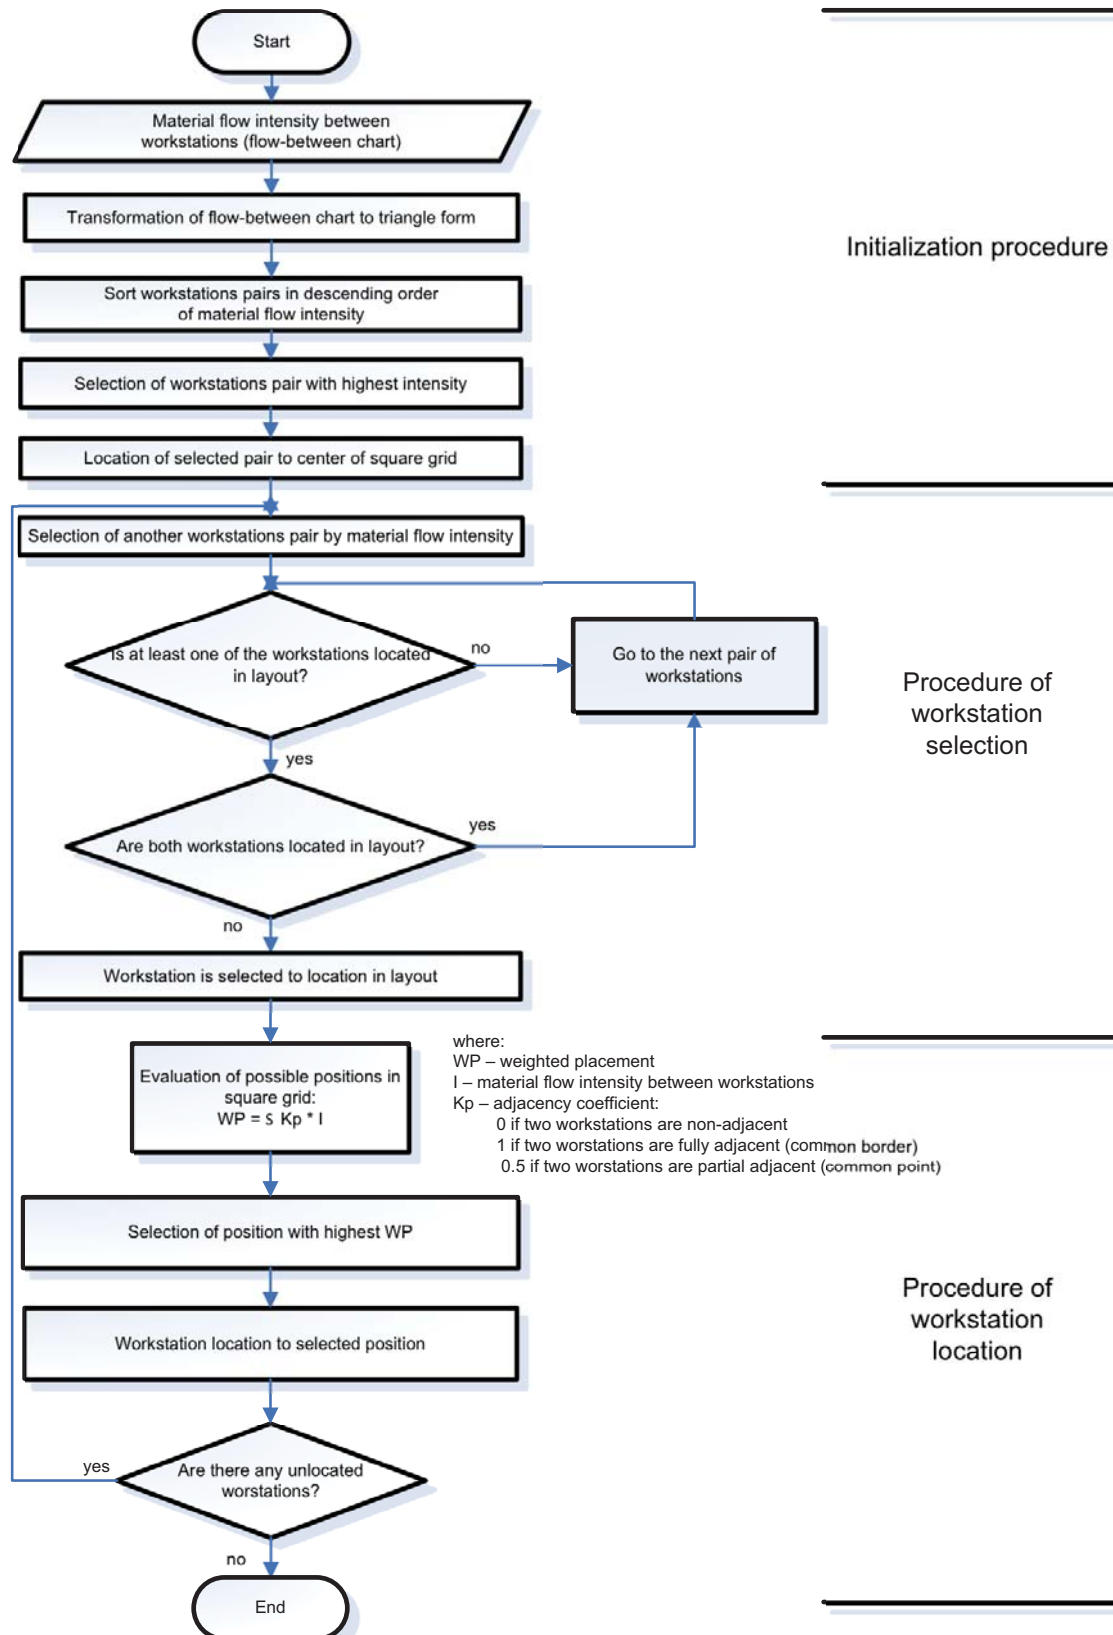 Start
Material flow intensity between
workstations (flow-between chart)
Transformation of flow-between chart to triangle form
Initialization procedure
Sort workstations pairs in descending order
of material flow intensity
Selection of workstations pair with highest intensity
Location of selected pair to center of square grid
Selection of another workstations pair by material flow intensity
Is at least one of the workstations located
in layout?
no
Go to the next pair of
workstations
yes
Procedure of
workstation
selection
Are both workstations located in layout?
yes
no
Workstation is selected to location in layout
Evaluation of possible positions in
square grid:
WP = S Kp * I
where:
WP – weighted placement
I – material flow intensity between workstations
Kp – adjacency coefficient:
0 if two workstations are non-adjacent
1 if two worstations are fully adjacent (common border)
0.5 if two worstations are partial adjacent (common point)
Selection of position with highest WP
Workstation location to selected position
Procedure of
workstation
location
Are there any unlocated
worstations?
yes
no
End